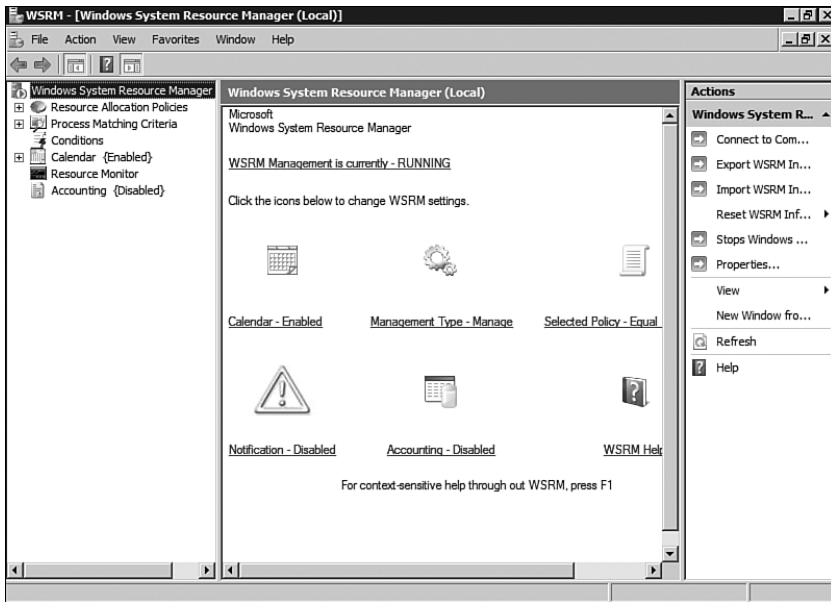 WSRM - [Windows System Resource Manager (Local)]
File Action View Favorites Window Help
Windows System Resource Manager
Resource Allocation Policies
Process Matching Criteria
Conditions
Calendar {Enabled}
Resource Monitor
Accounting {Disabled}
Windows System Resource Manager (Local)
Microsoft
Windows System Resource Manager
WSRM Management is currently - RUNNING
Click the icons below to change WSRM settings.
Calendar - Enabled
Management Type - Manage
Selected Policy - Equal
Notification - Disabled
Accounting - Disabled
WSRM Help
For context-sensitive help through out WSRM, press F1
Actions
Windows System R...
Connect to Com...
Export WSRM In...
Import WSRM In...
Reset WSRM Inf...
Stops Windows ...
Properties...
View
New Window fro...
Refresh
Help